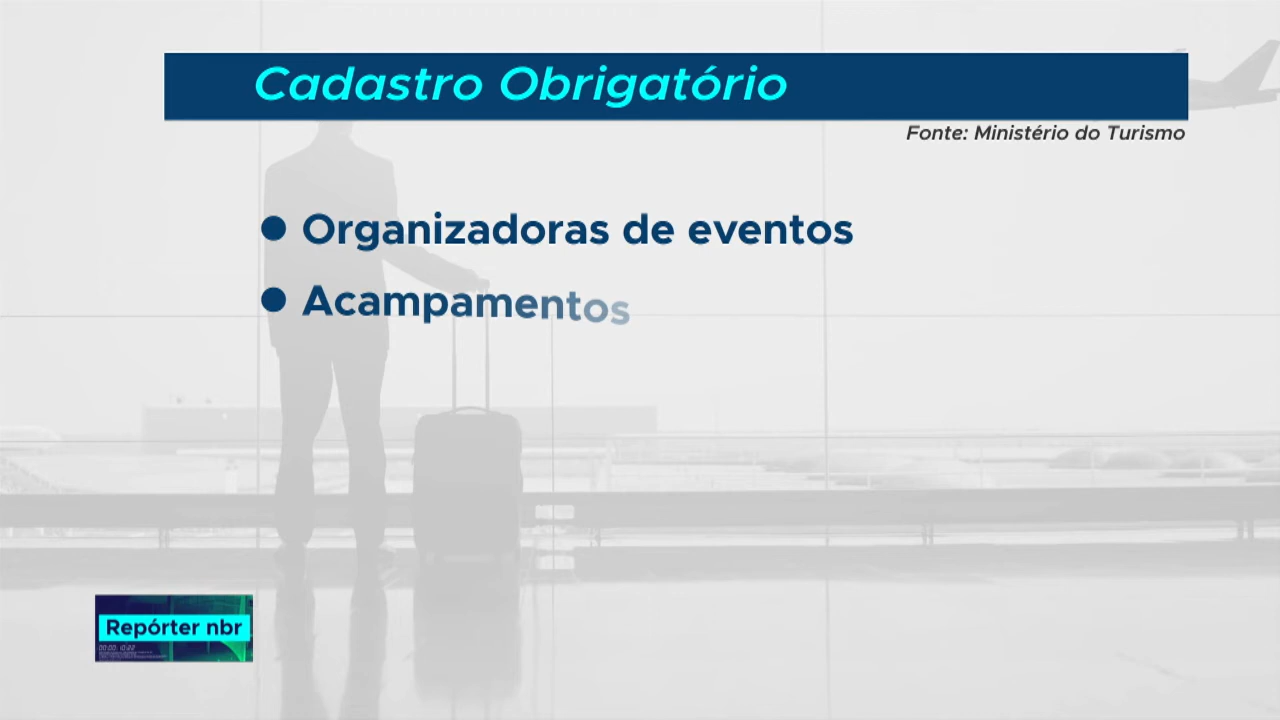 Cadastro Obrigatório
Fonte: Ministério do Turismo
● Organizadoras de eventos
● Acampamentos
Repórter nbr